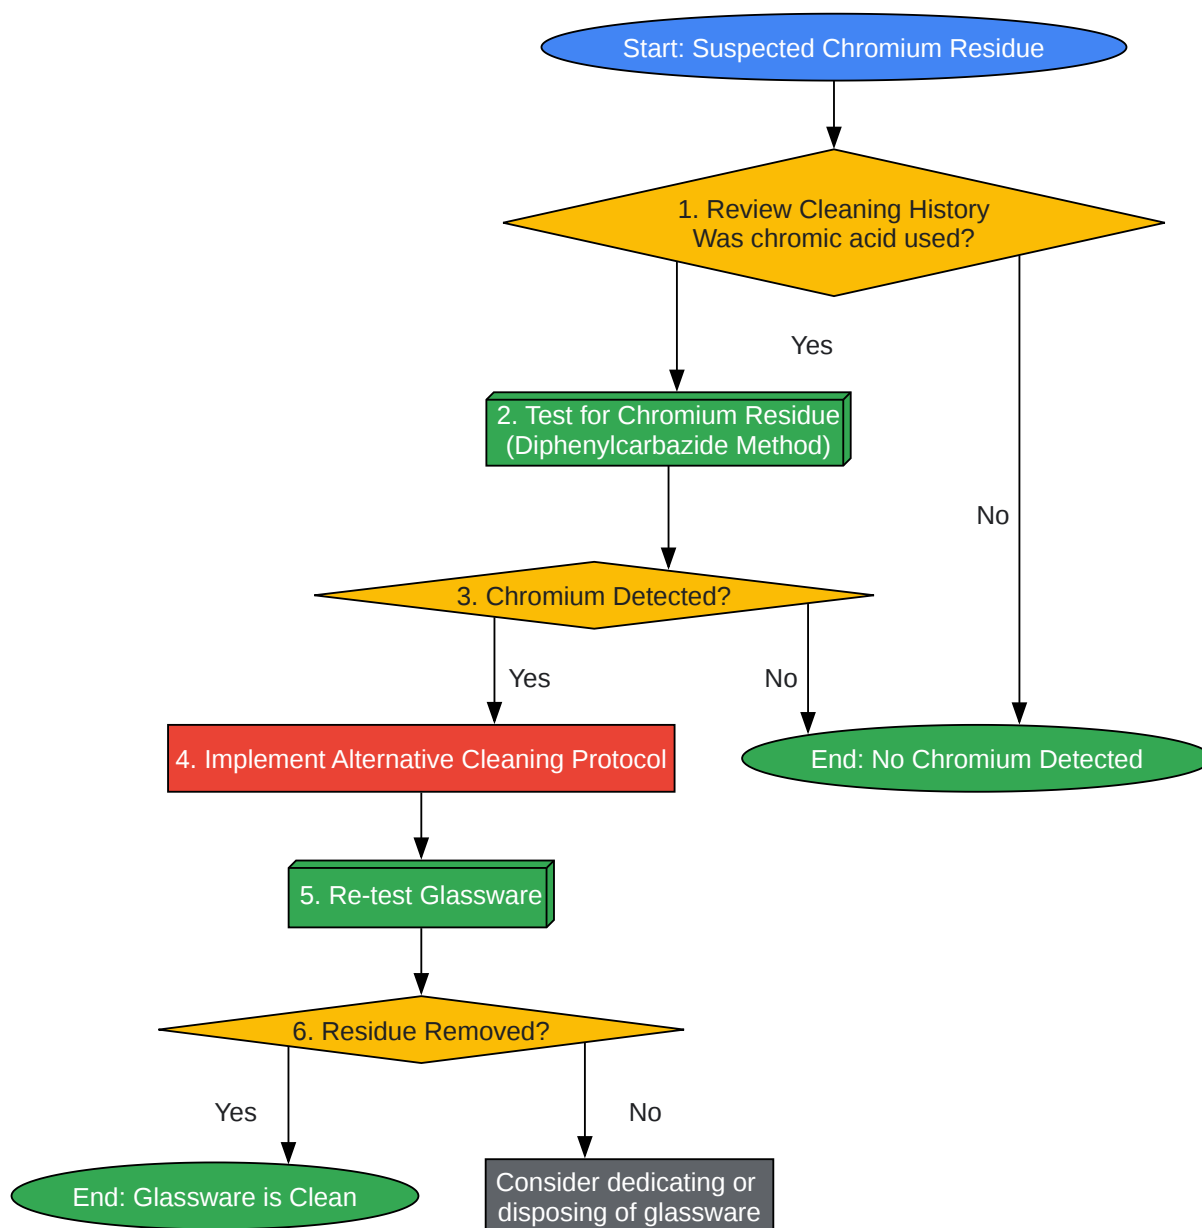 Start: Suspected Chromium Residue
1. Review Cleaning History
Was chromic acid used?
Yes
2. Test for Chromium Residue
(Diphenylcarbazide Method)
No
3. Chromium Detected?
Yes
No
4. Implement Alternative Cleaning Protocol
End: No Chromium Detected
5. Re-test Glassware
6. Residue Removed?
Yes
No
End: Glassware is Clean
Consider dedicating or
disposing of glassware